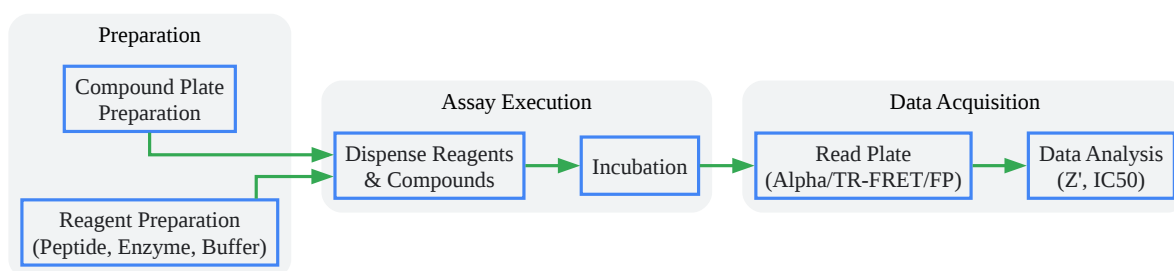 Preparation
Compound Plate
Preparation
Reagent Preparation
(Peptide, Enzyme, Buffer)
Assay Execution
Dispense Reagents
& Compounds
Incubation
Data Acquisition
Read Plate
(Alpha/TR-FRET/FP)
Data Analysis
(Z', IC50)